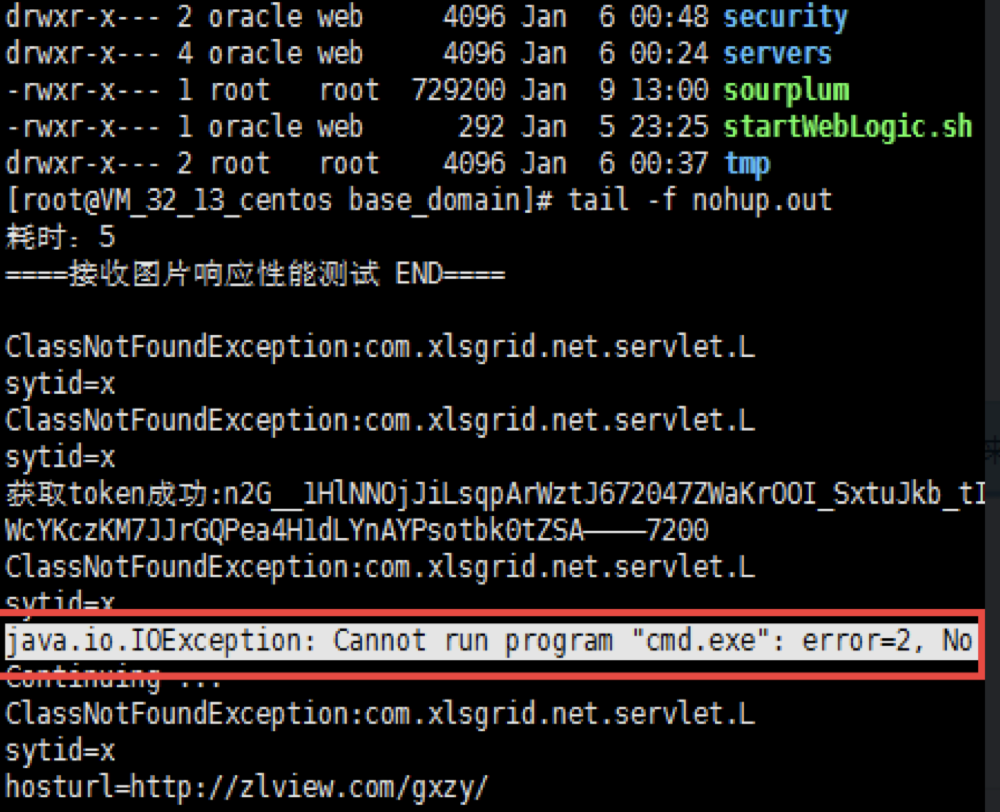 drwxr-x--- 2 oracle web 4096 Jan 6 00:48 security
drwxr-x--- 4 oracle web 4096 Jan 6 00:24 servers
-rwxr-x--- 1 root root 729200 Jan 9 13:00 sourplum
-rwxr-x--- 1 oracle web 292 Jan 5 23:25 startWebLogic.sh
drwxr-x--- 2 root root 4096 Jan 6 00:37 tmp
[root@VM_32_13_centos base_domain]# tail -f nohup.out
耗时：5
====接收图片响应性能测试 END====
ClassNotFoundException:com.xlsgrid.net.servlet.L
sytid=x
ClassNotFoundException:com.xlsgrid.net.servlet.L
sytid=x
获取token成功:n2G__1HlNNOjJiLsqpArWztJ672047ZWaKrOOI_SxtuJkb_tI
WcYKczKM7JJrGQPea4H1dLYnAYPsotbk0tZSA————7200
ClassNotFoundException:com.xlsgrid.net.servlet.L
sytid=x
java.io.IOException: Cannot run program "cmd.exe": error=2, No
Continuing ...
ClassNotFoundException:com.xlsgrid.net.servlet.L
sytid=x
hosturl=http://zlview.com/gxzy/